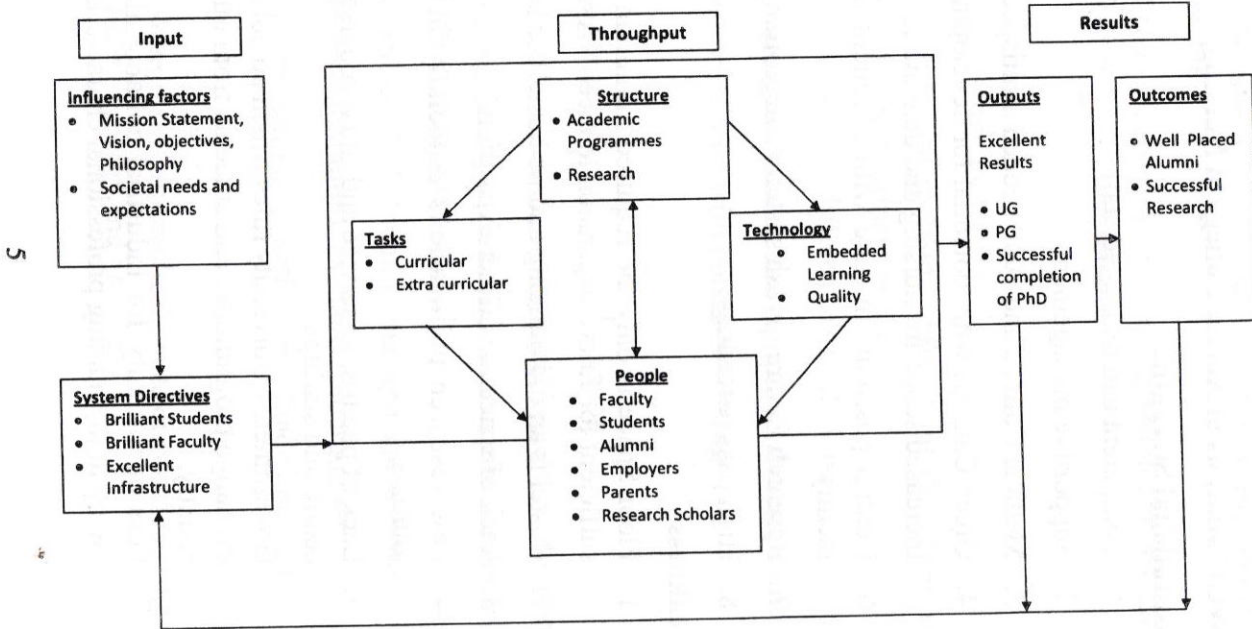 Input
Throughput
Results
Influencing factors
• Mission Statement,
Vision, objectives,
Philosophy
• Societal needs and
expectations
Structure
• Academic
Programmes
• Research
Outputs
Excellent
Results
• UG
• PG
• Successful
completion
of PhD
Outcomes
• Well Placed
Alumni
• Successful
Research
Tasks
• Curricular
• Extra curricular
Technology
• Embedded
Learning
• Quality
System Directives
• Brilliant Students
• Brilliant Faculty
• Excellent
Infrastructure
People
• Faculty
• Students
• Alumni
• Employers
• Parents
• Research Scholars
5